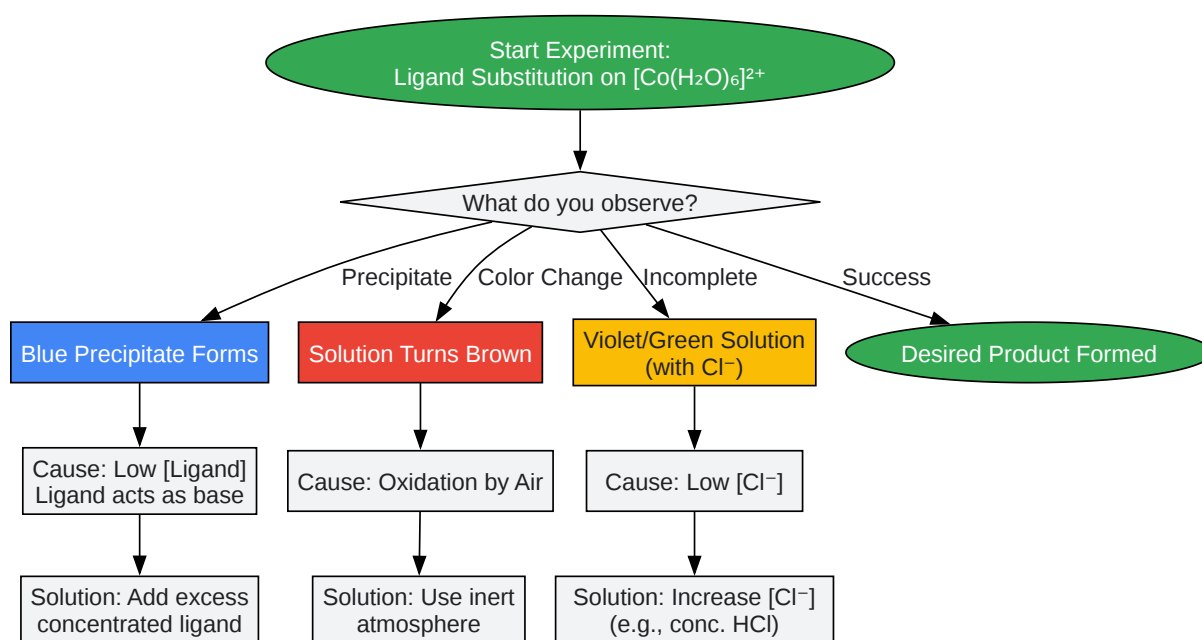 Start Experiment:
Ligand Substitution on [Co(H₂O)₆]²⁺
What do you observe?
Precipitate
Color Change
Incomplete
Success
Blue Precipitate Forms
Solution Turns Brown
Violet/Green Solution
(with Cl⁻)
Desired Product Formed
Cause: Low [Ligand]
Ligand acts as base
Cause: Oxidation by Air
Cause: Low [Cl⁻]
Solution: Add excess
concentrated ligand
Solution: Use inert
atmosphere
Solution: Increase [Cl⁻]
(e.g., conc. HCl)